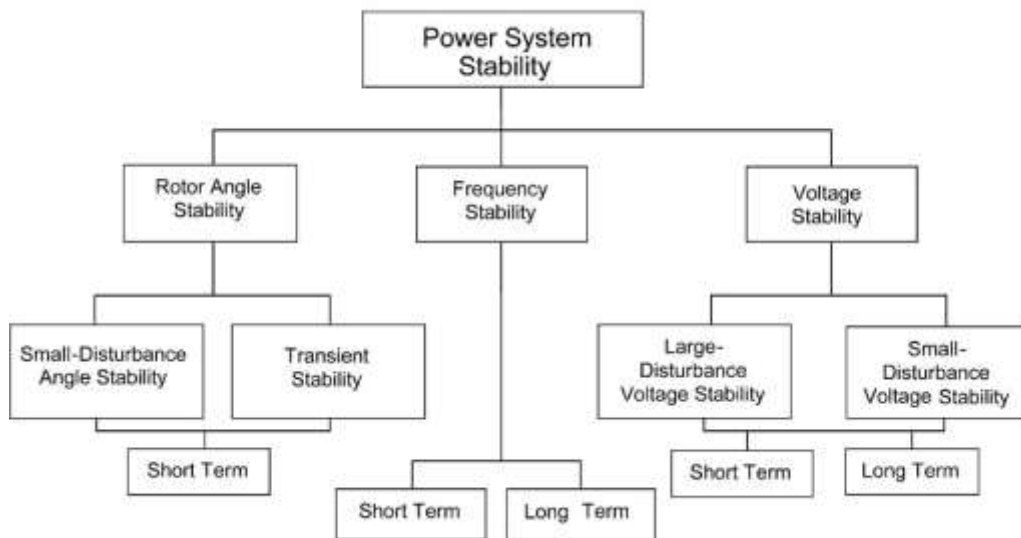 Power System
Stability
Rotor Angle
Stability
Frequency
Stability
Voltage
Stability
Small-Disturbance
Angle Stability
Transient
Stability
Large-
Disturbance
Voltage Stability
Small-
Disturbance
Voltage Stability
Short Term
Short Term
Long Term
Short Term
Long Term